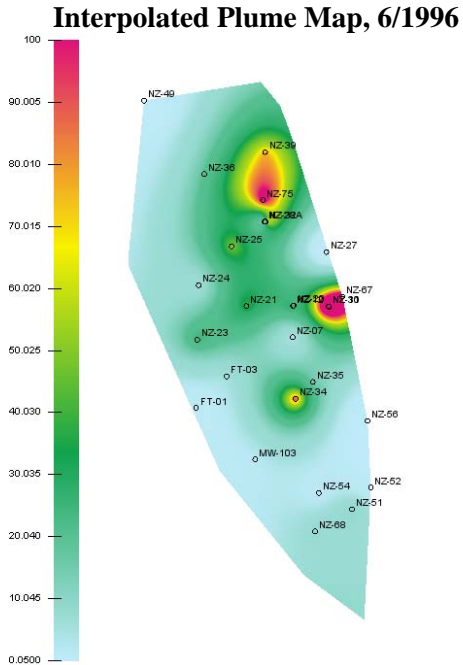 Interpolated Plume Map, 6/1996
100
90.005
80.010
70.015
60.020
50.025
40.030
30.035
20.040
10.045
0.0500
NZ-49
NZ-39
NZ-36
NZ-75
NZ-25
NZ-27
NZ-24
NZ-67
NZ-21
NZ-07
NZ-23
FT-03
NZ-35
NZ-34
FT-01
NZ-56
MW-103
NZ-54
NZ-52
NZ-51
NZ-68